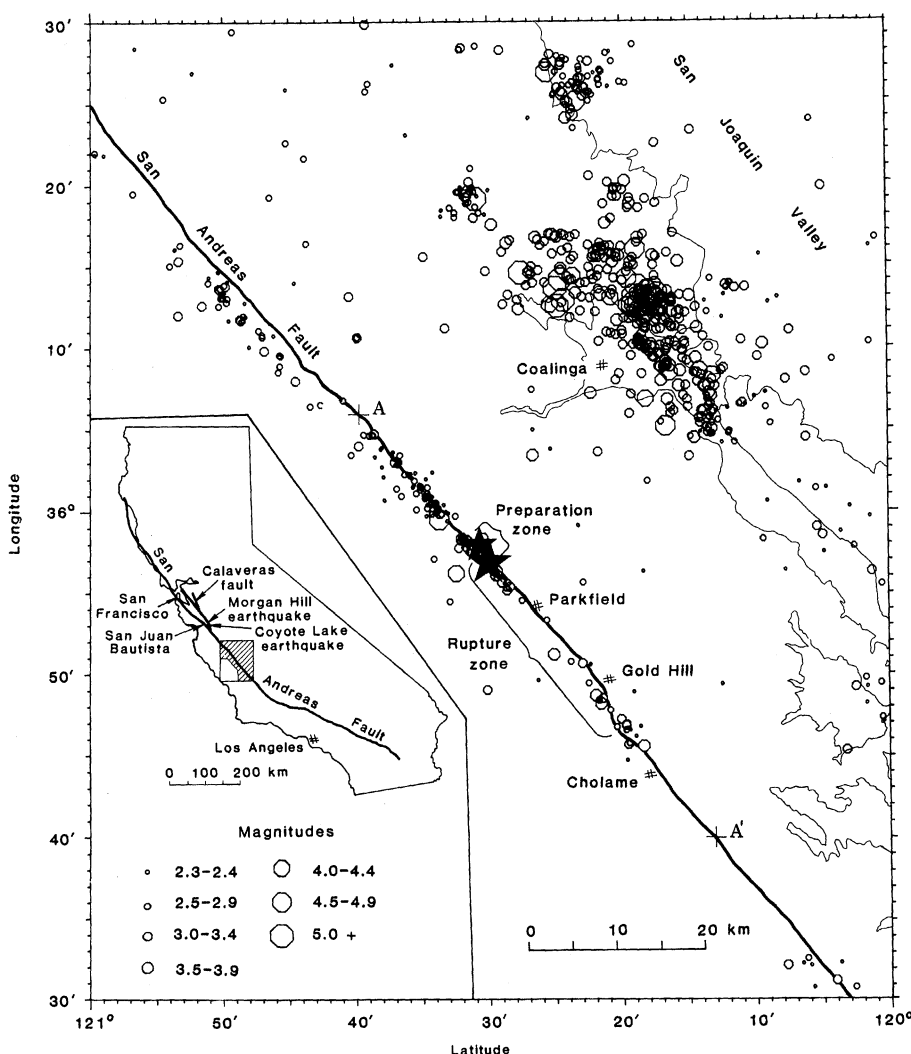 30′
San
Joaquin
Valley
20′
San
Andreas
Fault
10′
Coalinga
A
Longitude
36°
Preparation
zone
San
Calaveras
fault
San
Francisco
Morgan Hill
earthquake
San Juan
Bautista
Coyote Lake
earthquake
Parkfield
Rupture
zone
50′
Gold Hill
Andreas
Fault
Los Angeles
0 100 200 km
Cholame
40′
A′
Magnitudes
2.3–2.4
4.0–4.4
2.5–2.9
4.5–4.9
3.0–3.4
5.0 +
3.5–3.9
0 10 20 km
30′
121° 50′ 40′ 30′ 20′ 10′ 120°
Latitude